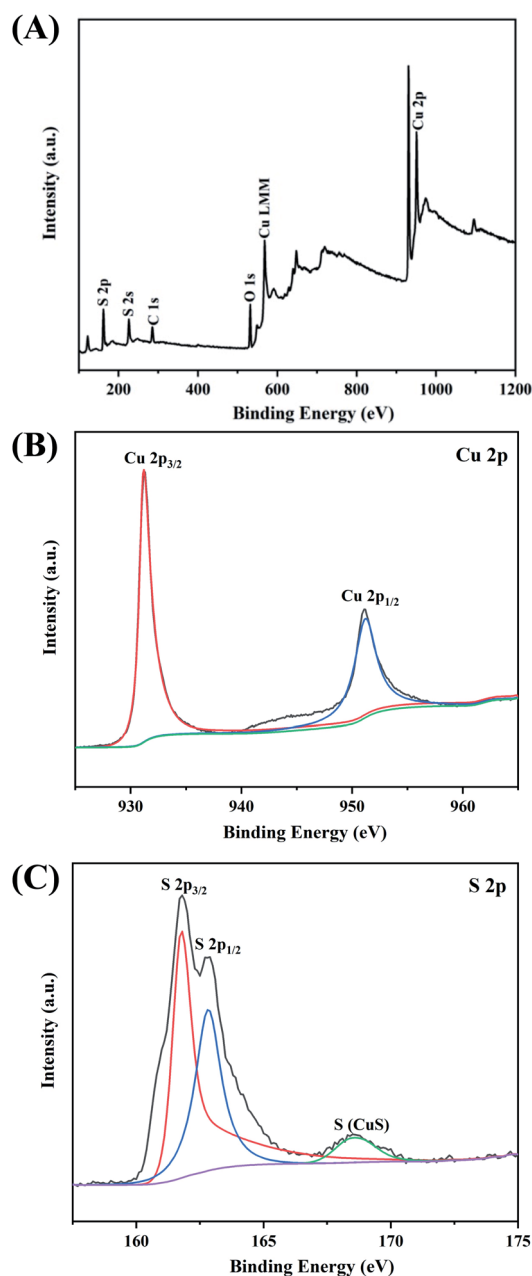 (A)
Intensity (a.u.)
S 2p
S 2s
C 1s
O 1s
Cu LMM
Cu 2p
200 400 600 800 1000 1200
Binding Energy (eV)
(B)
Cu 2p
Intensity (a.u.)
Cu 2p3/2
Cu 2p1/2
930 940 950 960
Binding Energy (eV)
(C)
S 2p
Intensity (a.u.)
S 2p3/2
S 2p1/2
S (CuS)
160 165 170 175
Binding Energy (eV)